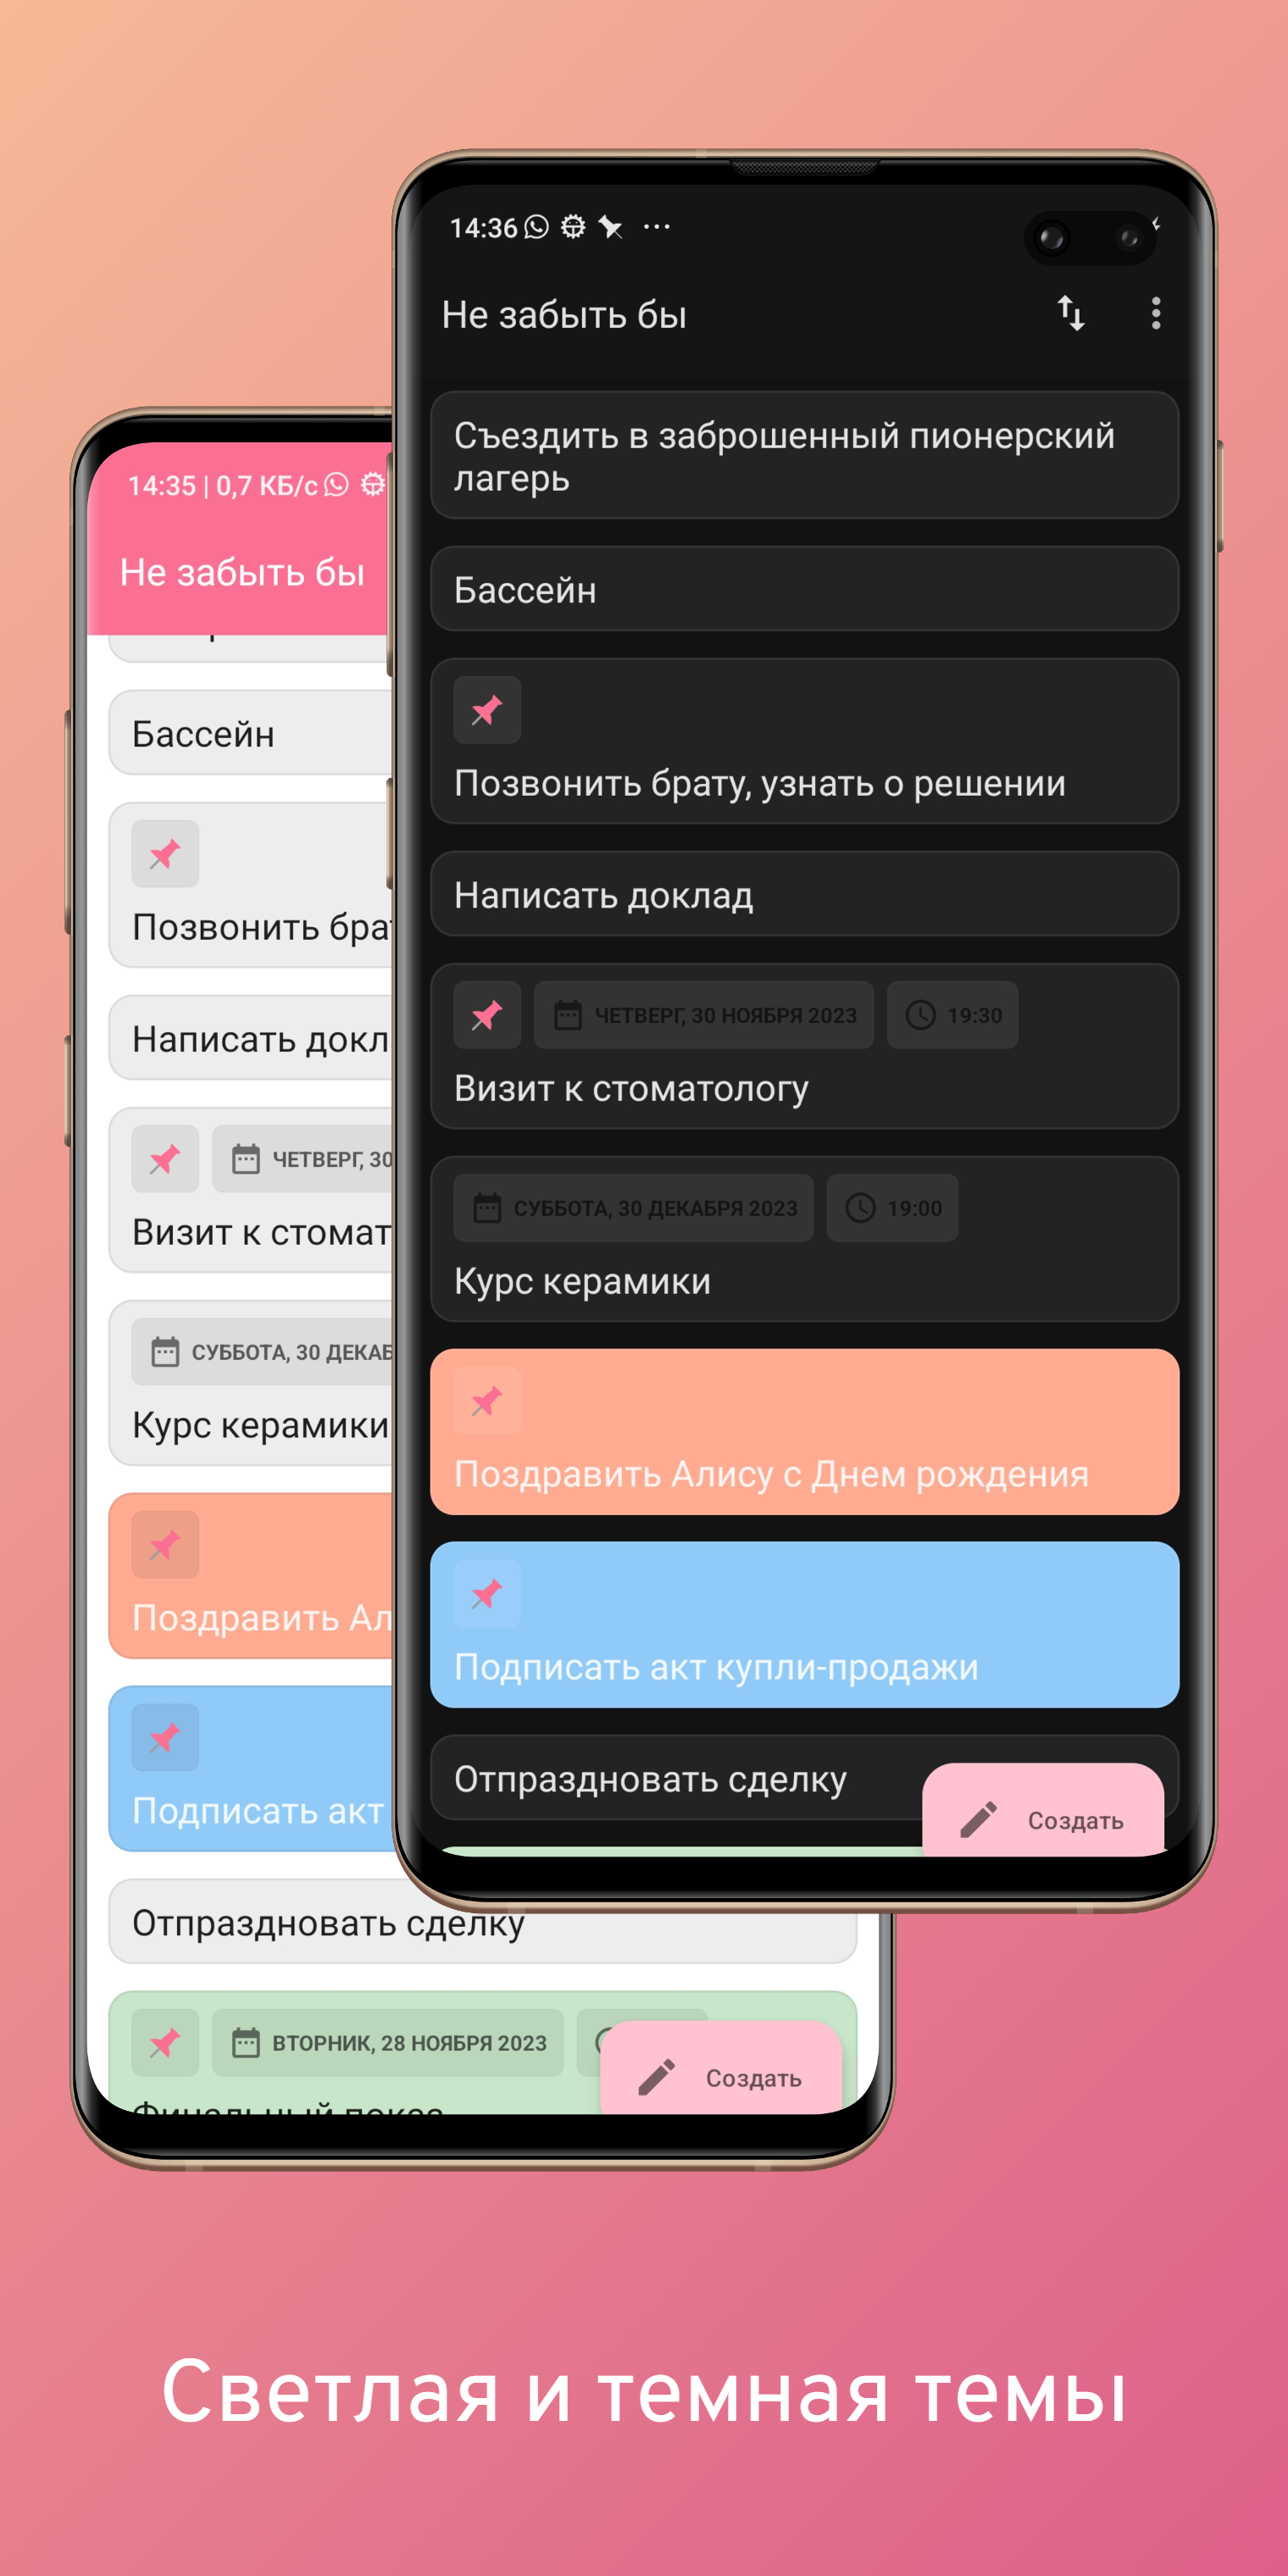 14:36
Не забыть бы
Съездить в заброшенный пионерский
лагерь
Бассейн
Позвонить брату, узнать о решении
Написать доклад
ЧЕТВЕРГ, 30 НОЯБРЯ 2023 19:30
Визит к стоматологу
СУББОТА, 30 ДЕКАБРЯ 2023 19:00
Курс керамики
Поздравить Алису с Днем рождения
Подписать акт купли-продажи
Отпраздновать сделку
Создать
14:35 | 0,7 КБ/с
Не забыть бы
Бассейн
Позвонить брат
Написать докл
ЧЕТВЕРГ, 30
Визит к стомат
СУББОТА, 30 ДЕКАБ
Курс керамики
Поздравить Ал
Подписать акт
Отпраздновать сделку
ВТОРНИК, 28 НОЯБРЯ 2023
Финальный показ
Создать
Светлая и темная темы